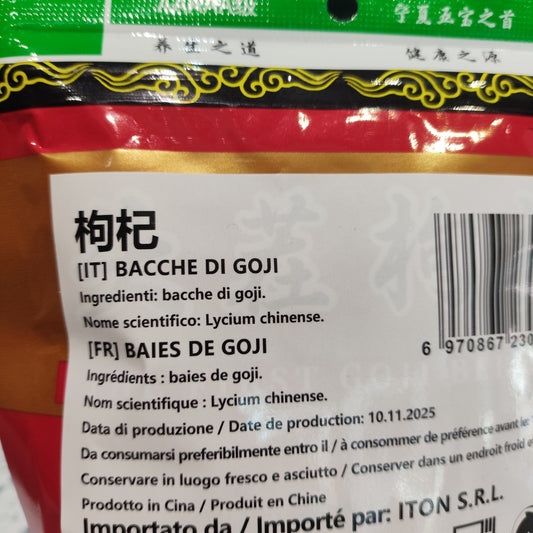 宁夏五宝之首
养生之道 健康之源
枸杞
[IT] BACCHE DI GOJI
Ingredienti: bacche di goji.
Nome scientifico: Lycium chinense.
[FR] BAIES DE GOJI
6 970867 230
Ingrédients : baies de goji.
Nom scientifique : Lycium chinense.
Data di produzione / Date de production: 10.11.2025
Da consumarsi preferibilmente entro il / à consommer de préférence avant le:
Conservare in luogo fresco e asciutto / Conserver dans un endroit froid e
Prodotto in Cina / Produit en Chine
Importato da / Importé par: ITON S.R.L.